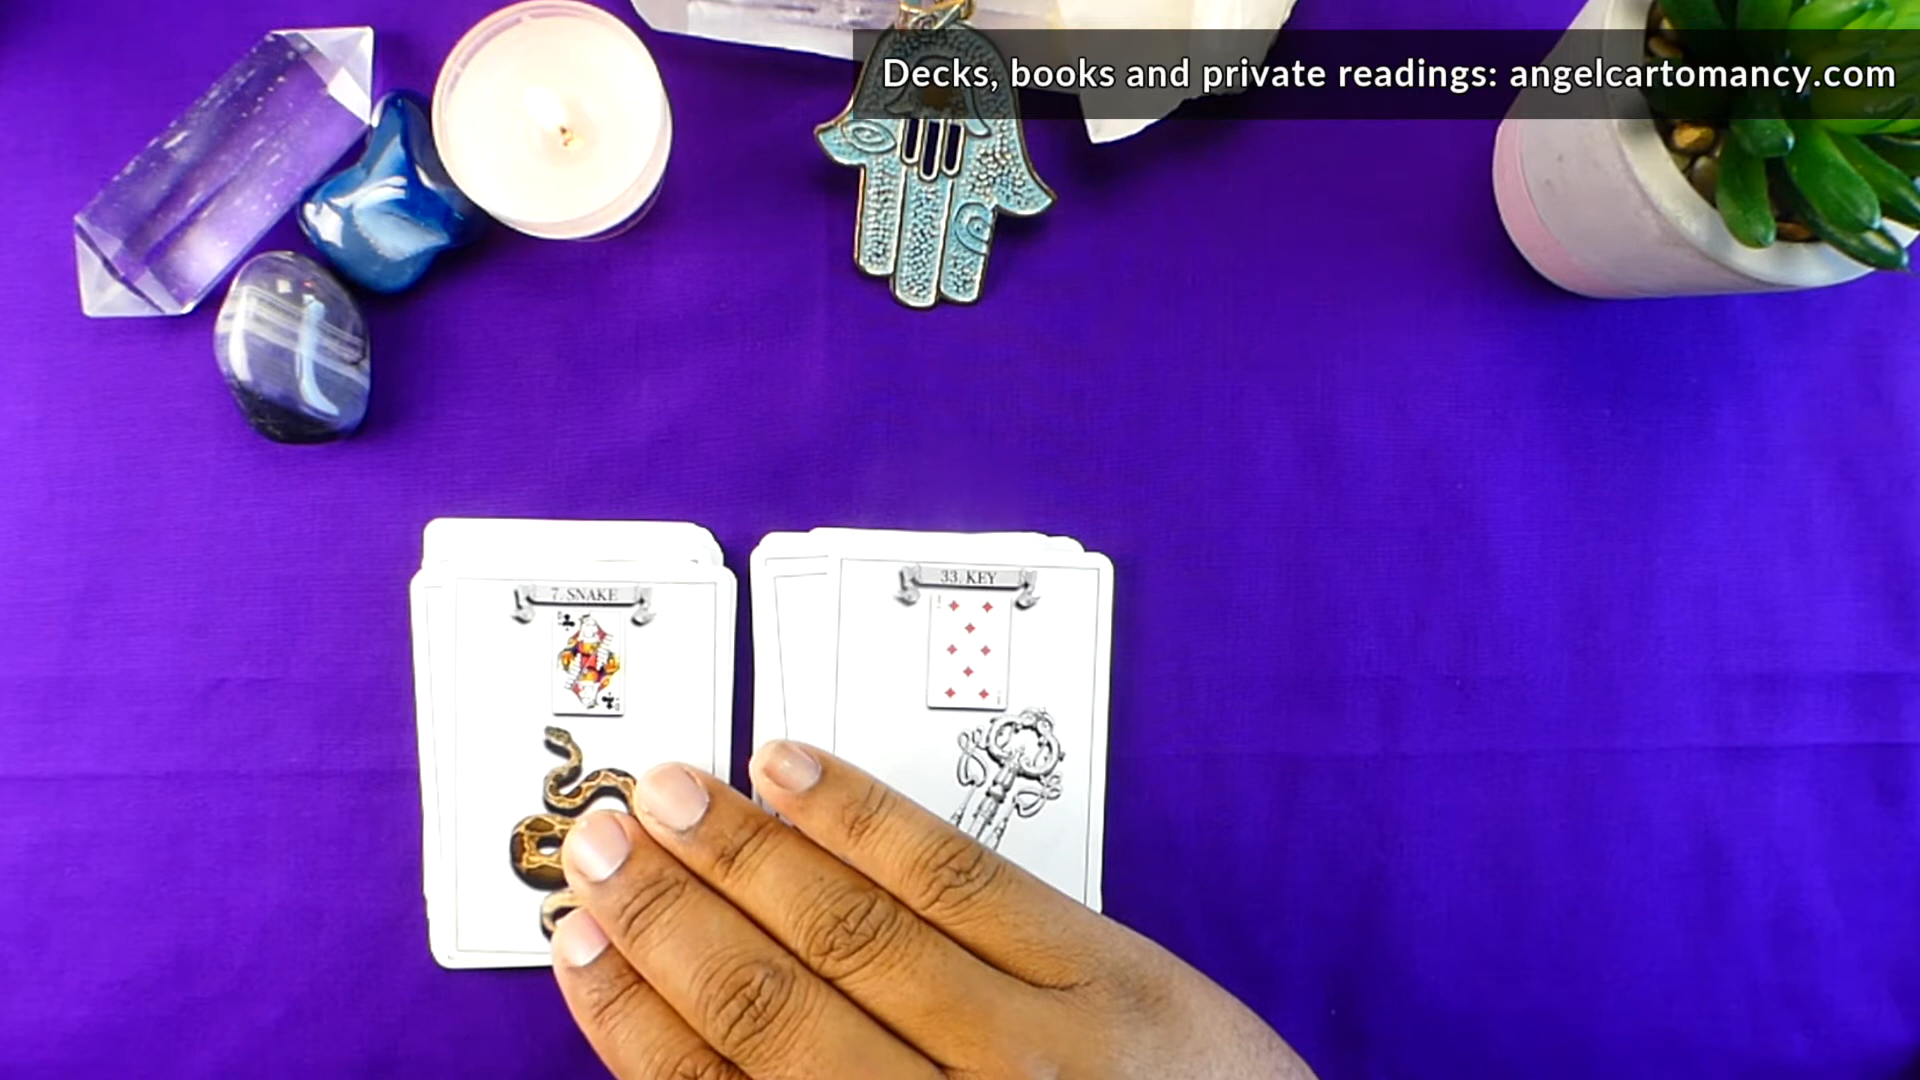 Decks, books and private readings: angelcartomancy.com
7. SNAKE
33. KEY